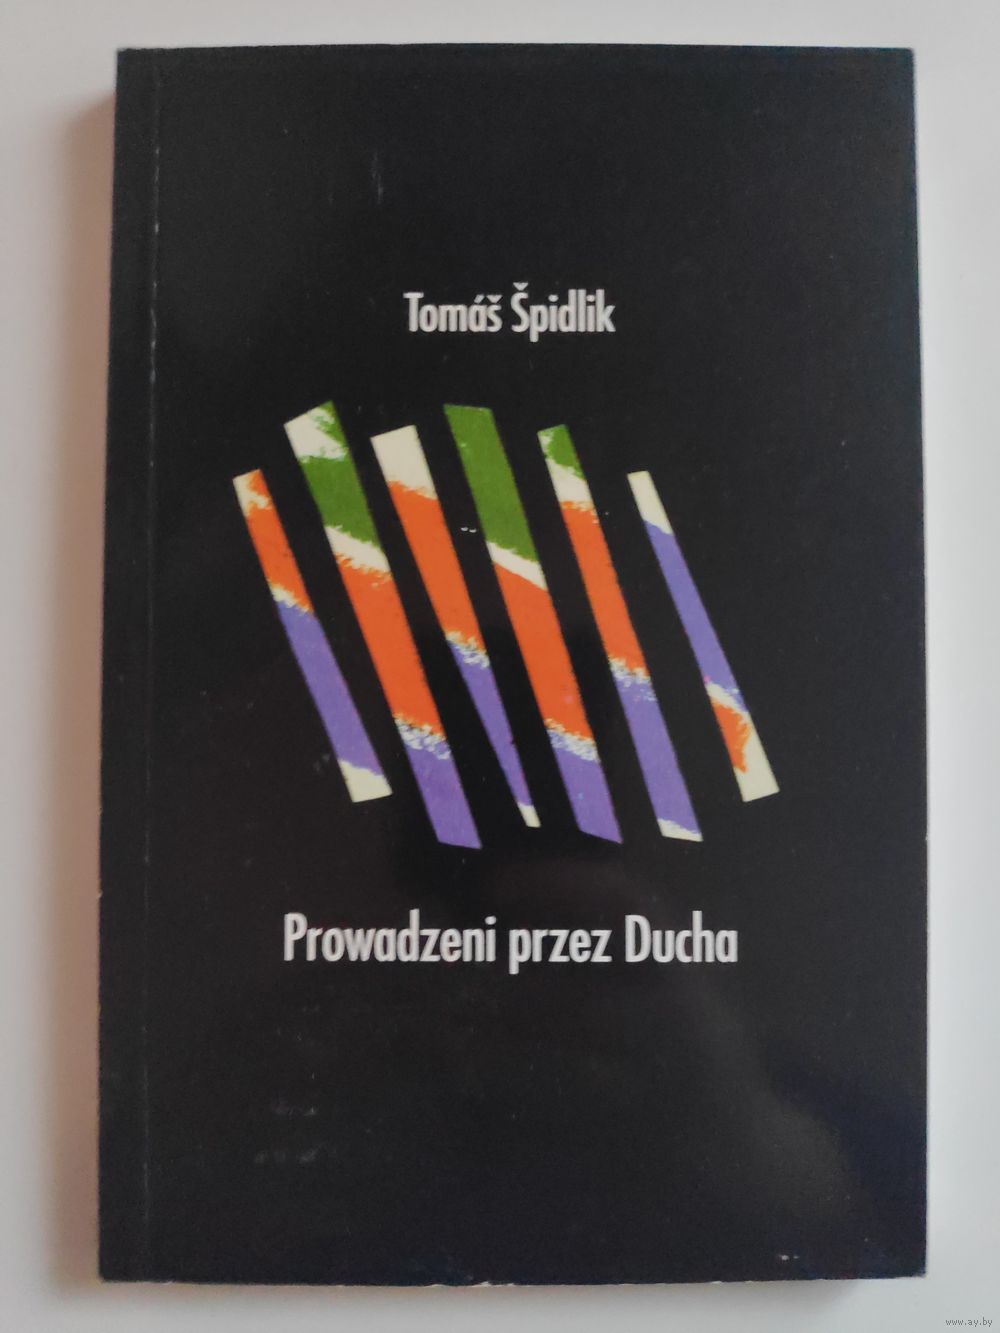 Tomáš Špidlik
Prowadzeni przez Ducha
www.ay.by